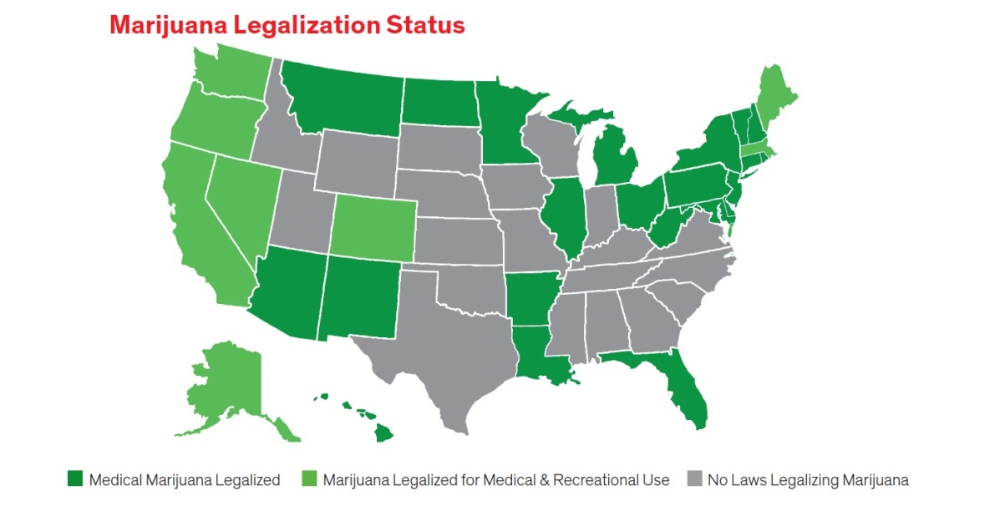 Marijuana Legalization Status
Medical Marijuana Legalized
Marijuana Legalized for Medical & Recreational Use
No Laws Legalizing Marijuana